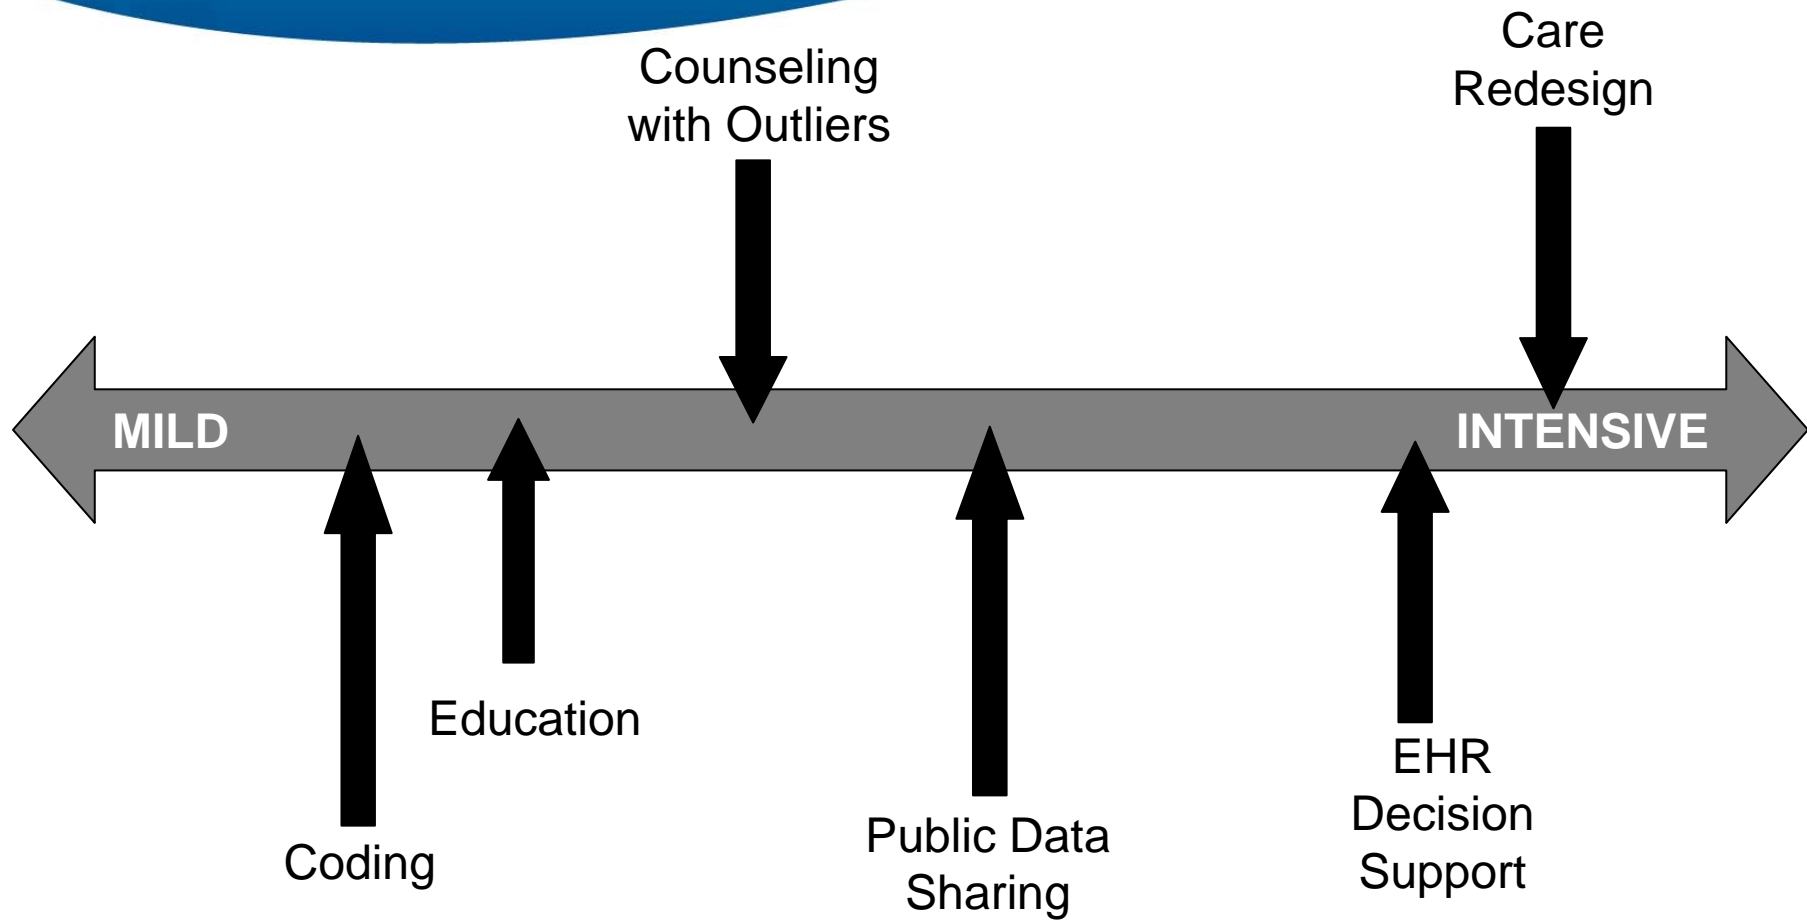 Care
Redesign
Counseling
with Outliers
MILD
INTENSIVE
Education
Coding
Public Data
Sharing
EHR
Decision
Support